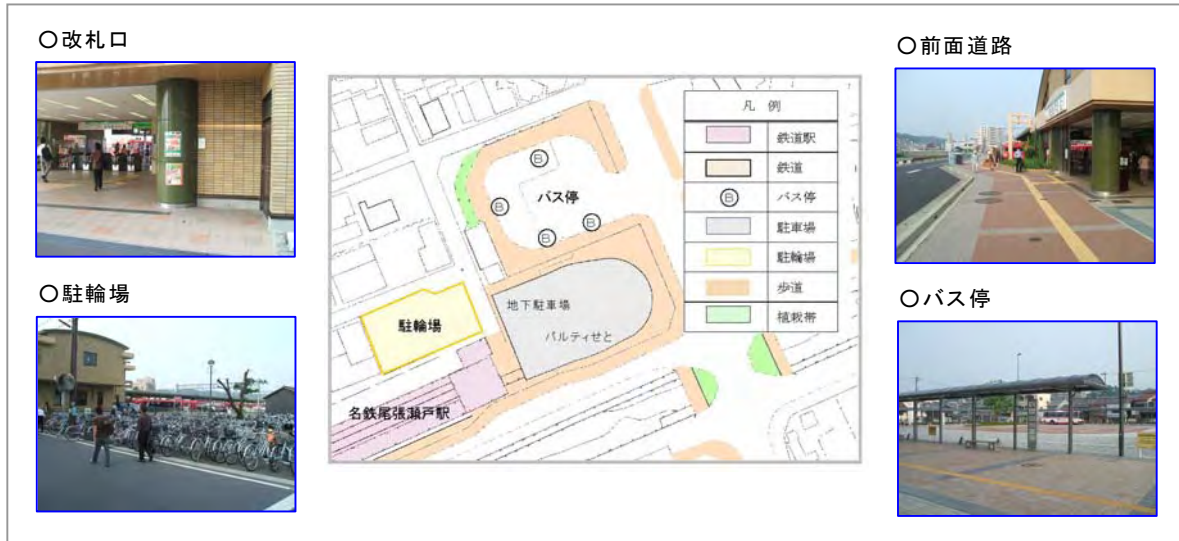 ○改札口
○駐輪場
○前面道路
○バス停
バス停
Ⓑ
Ⓑ
Ⓑ
Ⓑ
地下駐車場
パルティせと
駐輪場
名鉄尾張瀬戸駅
凡 例
鉄道駅
鉄道
Ⓑ
バス停
駐車場
駐輪場
歩道
植栽帯